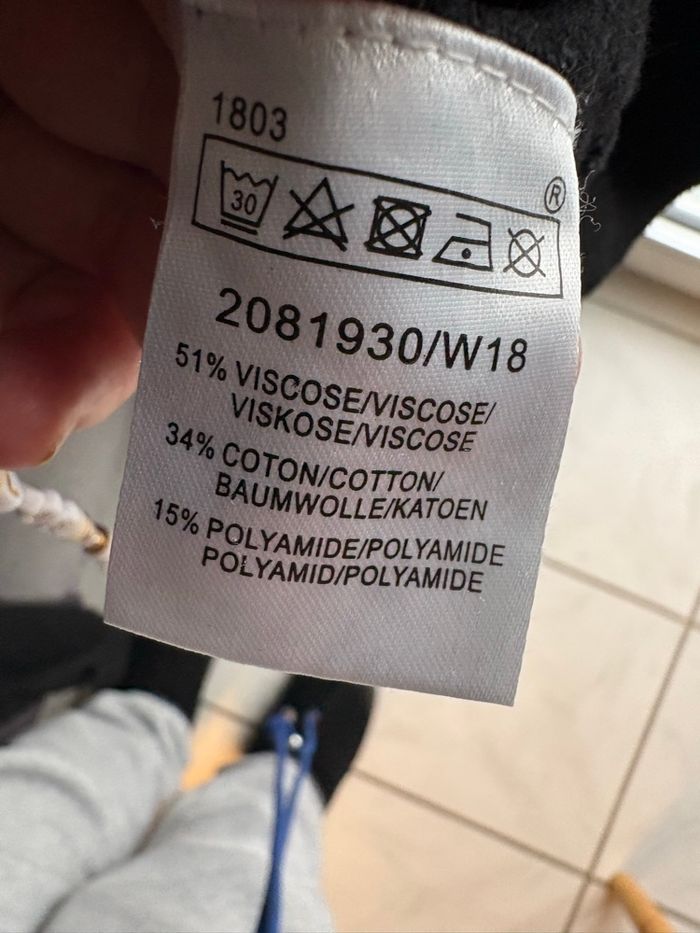 1803
®
30
2081930/W18
51% VISCOSE/VISCOSE/
VISKOSE/VISCOSE
34% COTON/COTTON/
BAUMWOLLE/KATOEN
15% POLYAMIDE/POLYAMIDE
POLYAMID/POLYAMIDE